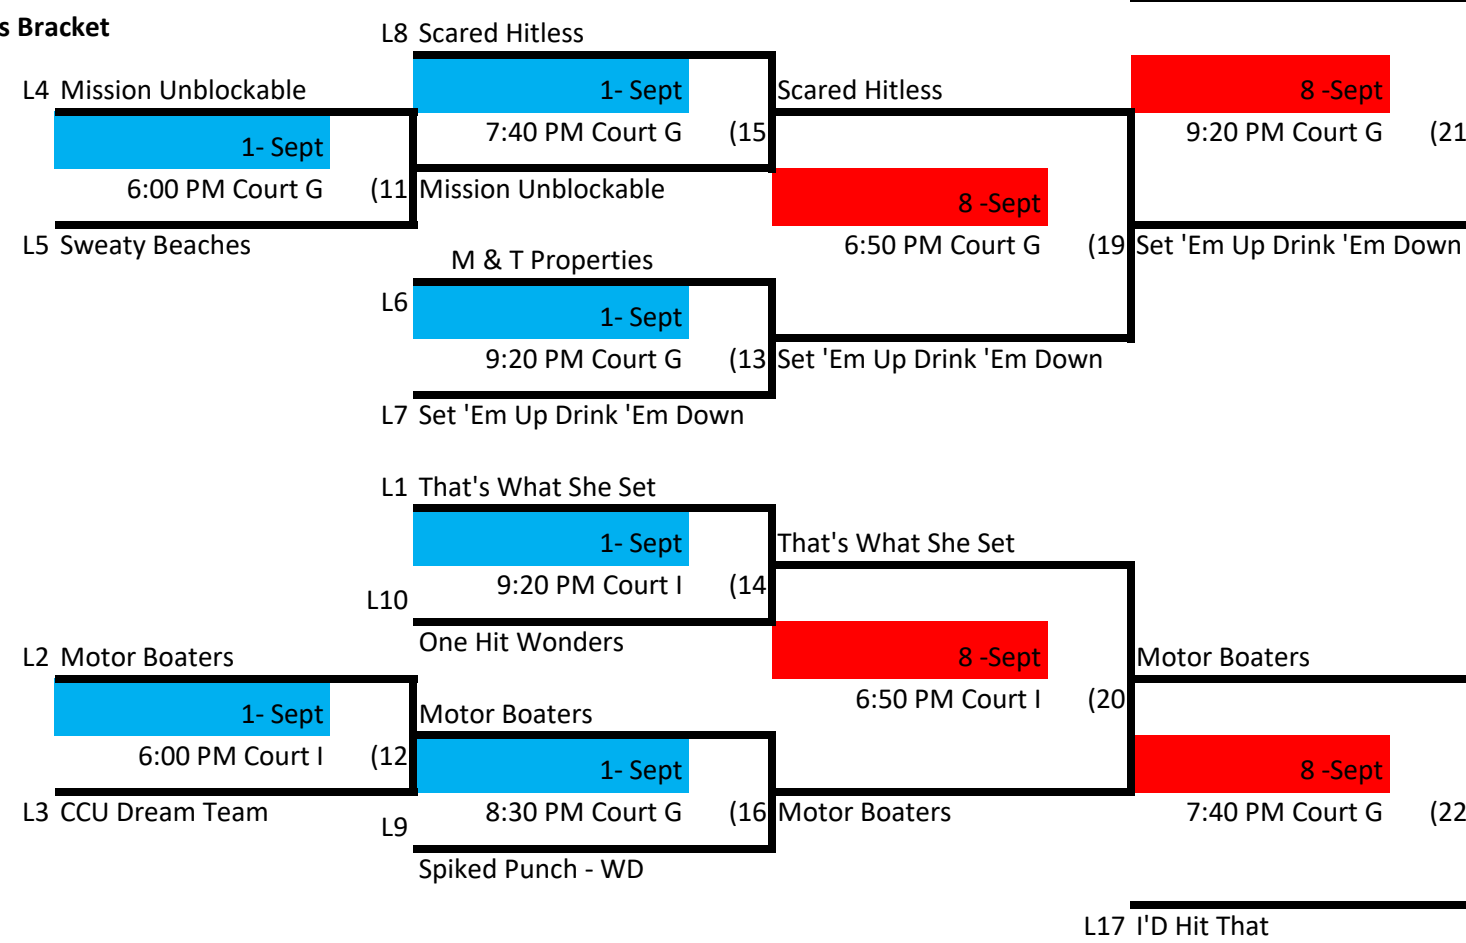 s Bracket
L8 Scared Hitless
L4 Mission Unblockable
1- Sept
Scared Hitless
8 -Sept
7:40 PM Court G (15
9:20 PM Court G (21
1- Sept
6:00 PM Court G (11
Mission Unblockable
8 -Sept
L5 Sweaty Beaches
6:50 PM Court G (19
Set 'Em Up Drink 'Em Down
M & T Properties
L6
1- Sept
9:20 PM Court G (13
Set 'Em Up Drink 'Em Down
L7 Set 'Em Up Drink 'Em Down
L1 That's What She Set
1- Sept
That's What She Set
9:20 PM Court I (14
L10
One Hit Wonders
L2 Motor Boaters
8 -Sept
Motor Boaters
6:50 PM Court I (20
1- Sept
Motor Boaters
6:00 PM Court I (12
1- Sept
8 -Sept
L3 CCU Dream Team
8:30 PM Court G (16
Motor Boaters
7:40 PM Court G (22
L9
Spiked Punch - WD
L17 I'D Hit That